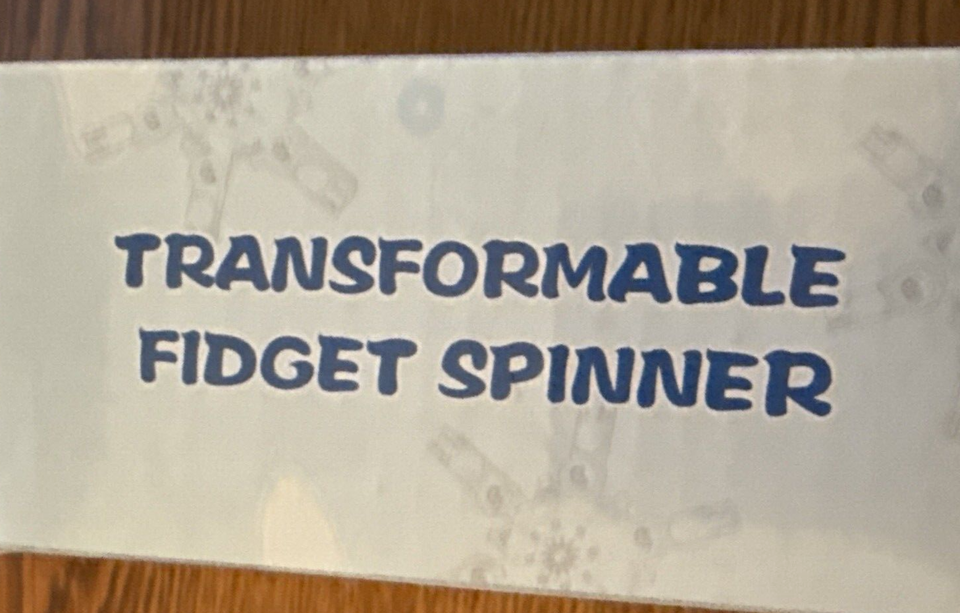 TRANSFORMABLE
FIDGET SPINNER